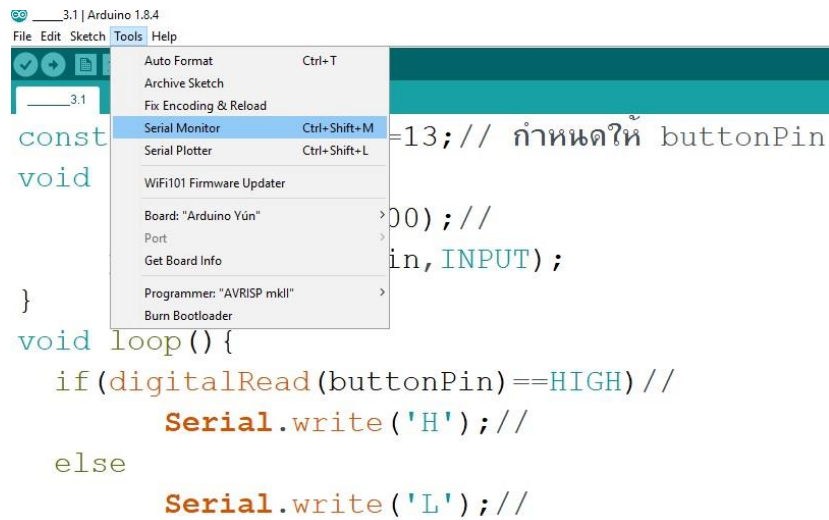 _____3.1 | Arduino 1.8.4
File Edit Sketch Tools Help
_____3.1
Auto Format Ctrl+T
Archive Sketch
Fix Encoding & Reload
Serial Monitor Ctrl+Shift+M
Serial Plotter Ctrl+Shift+L
WiFi101 Firmware Updater
Board: "Arduino Yún"
Port
Get Board Info
Programmer: "AVRISP mkII"
Burn Bootloader
const =13;// กำหนดให้ buttonPin
void
00);//
in,INPUT);
}
void loop(){
if(digitalRead(buttonPin)==HIGH)//
Serial.write('H');//
else
Serial.write('L');//